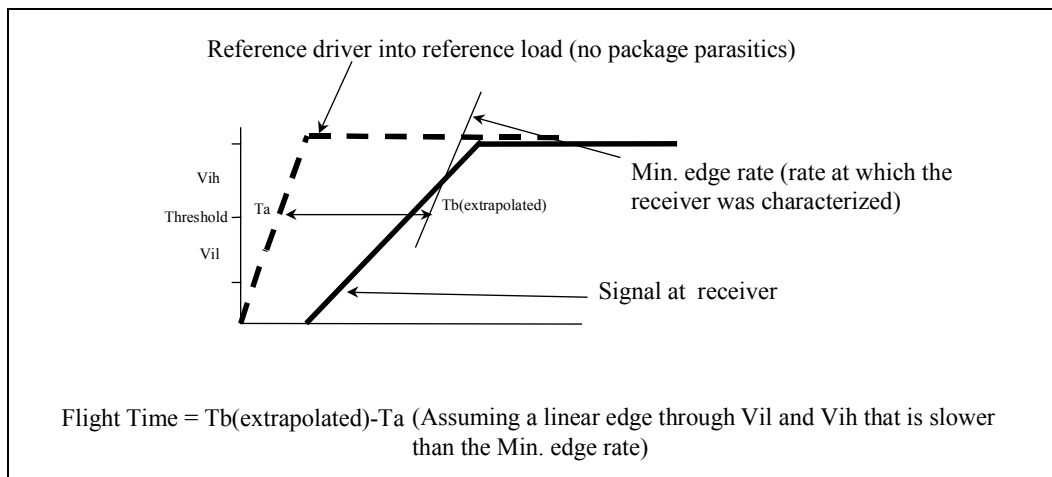 Reference driver into reference load (no package parasitics)
Vih
Threshold
Vil
Ta
Tb(extrapolated)
Min. edge rate (rate at which the
receiver was characterized)
Signal at receiver
Flight Time = Tb(extrapolated)-Ta (Assuming a linear edge through Vil and Vih that is slower
than the Min. edge rate)